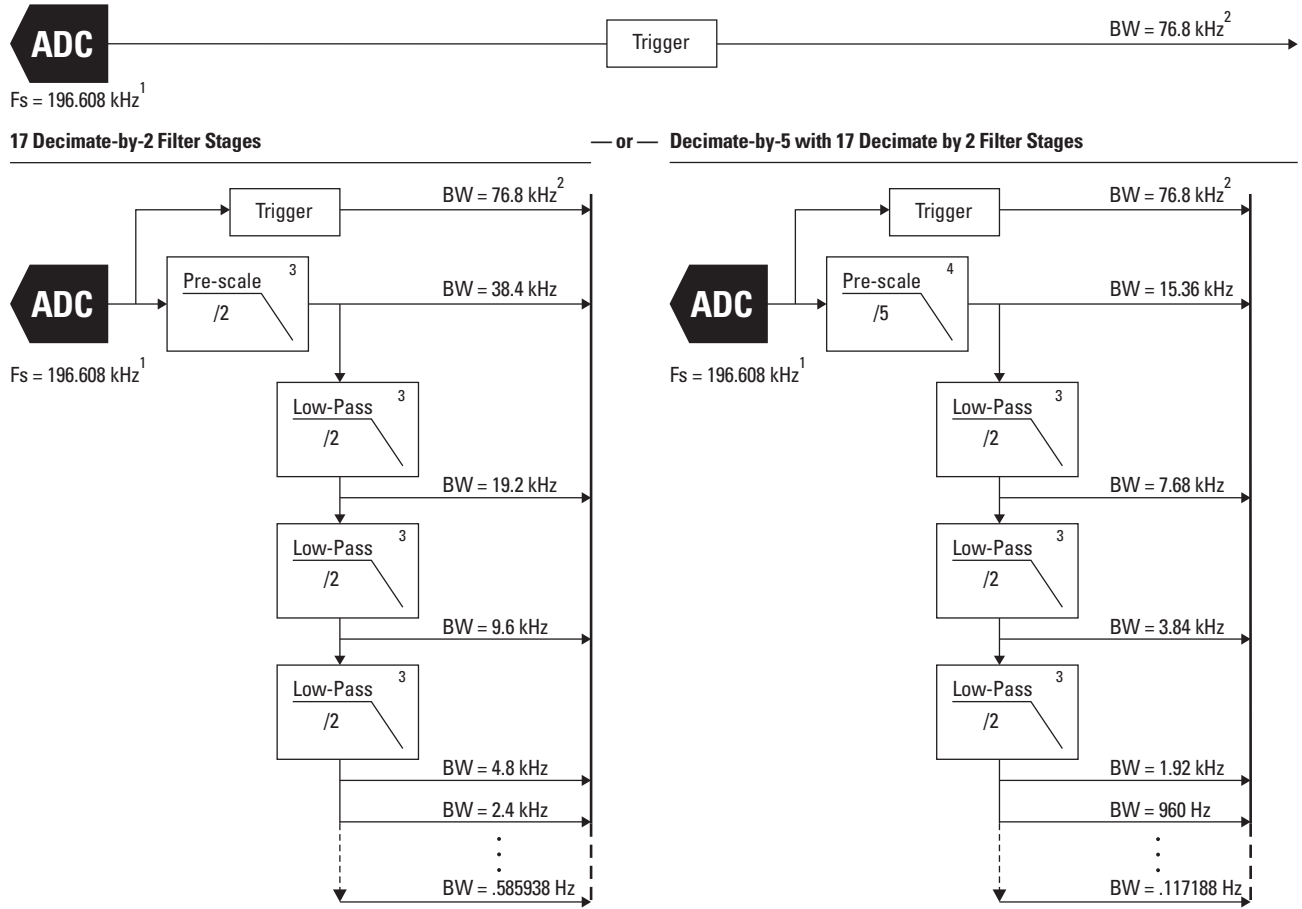 ADC
Trigger
BW = 76.8 kHz2
Fs = 196.608 kHz1
17 Decimate-by-2 Filter Stages
— or —
Decimate-by-5 with 17 Decimate by 2 Filter Stages
Trigger
BW = 76.8 kHz2
ADC
Pre-scale 3
/2
BW = 38.4 kHz
Fs = 196.608 kHz1
Low-Pass 3
/2
BW = 19.2 kHz
Low-Pass 3
/2
BW = 9.6 kHz
Low-Pass 3
/2
BW = 4.8 kHz
BW = 2.4 kHz
BW = .585938 Hz
Trigger
BW = 76.8 kHz2
ADC
Pre-scale 4
/5
BW = 15.36 kHz
Fs = 196.608 kHz1
Low-Pass 3
/2
BW = 7.68 kHz
Low-Pass 3
/2
BW = 3.84 kHz
Low-Pass 3
/2
BW = 1.92 kHz
BW = 960 Hz
BW = .117188 Hz